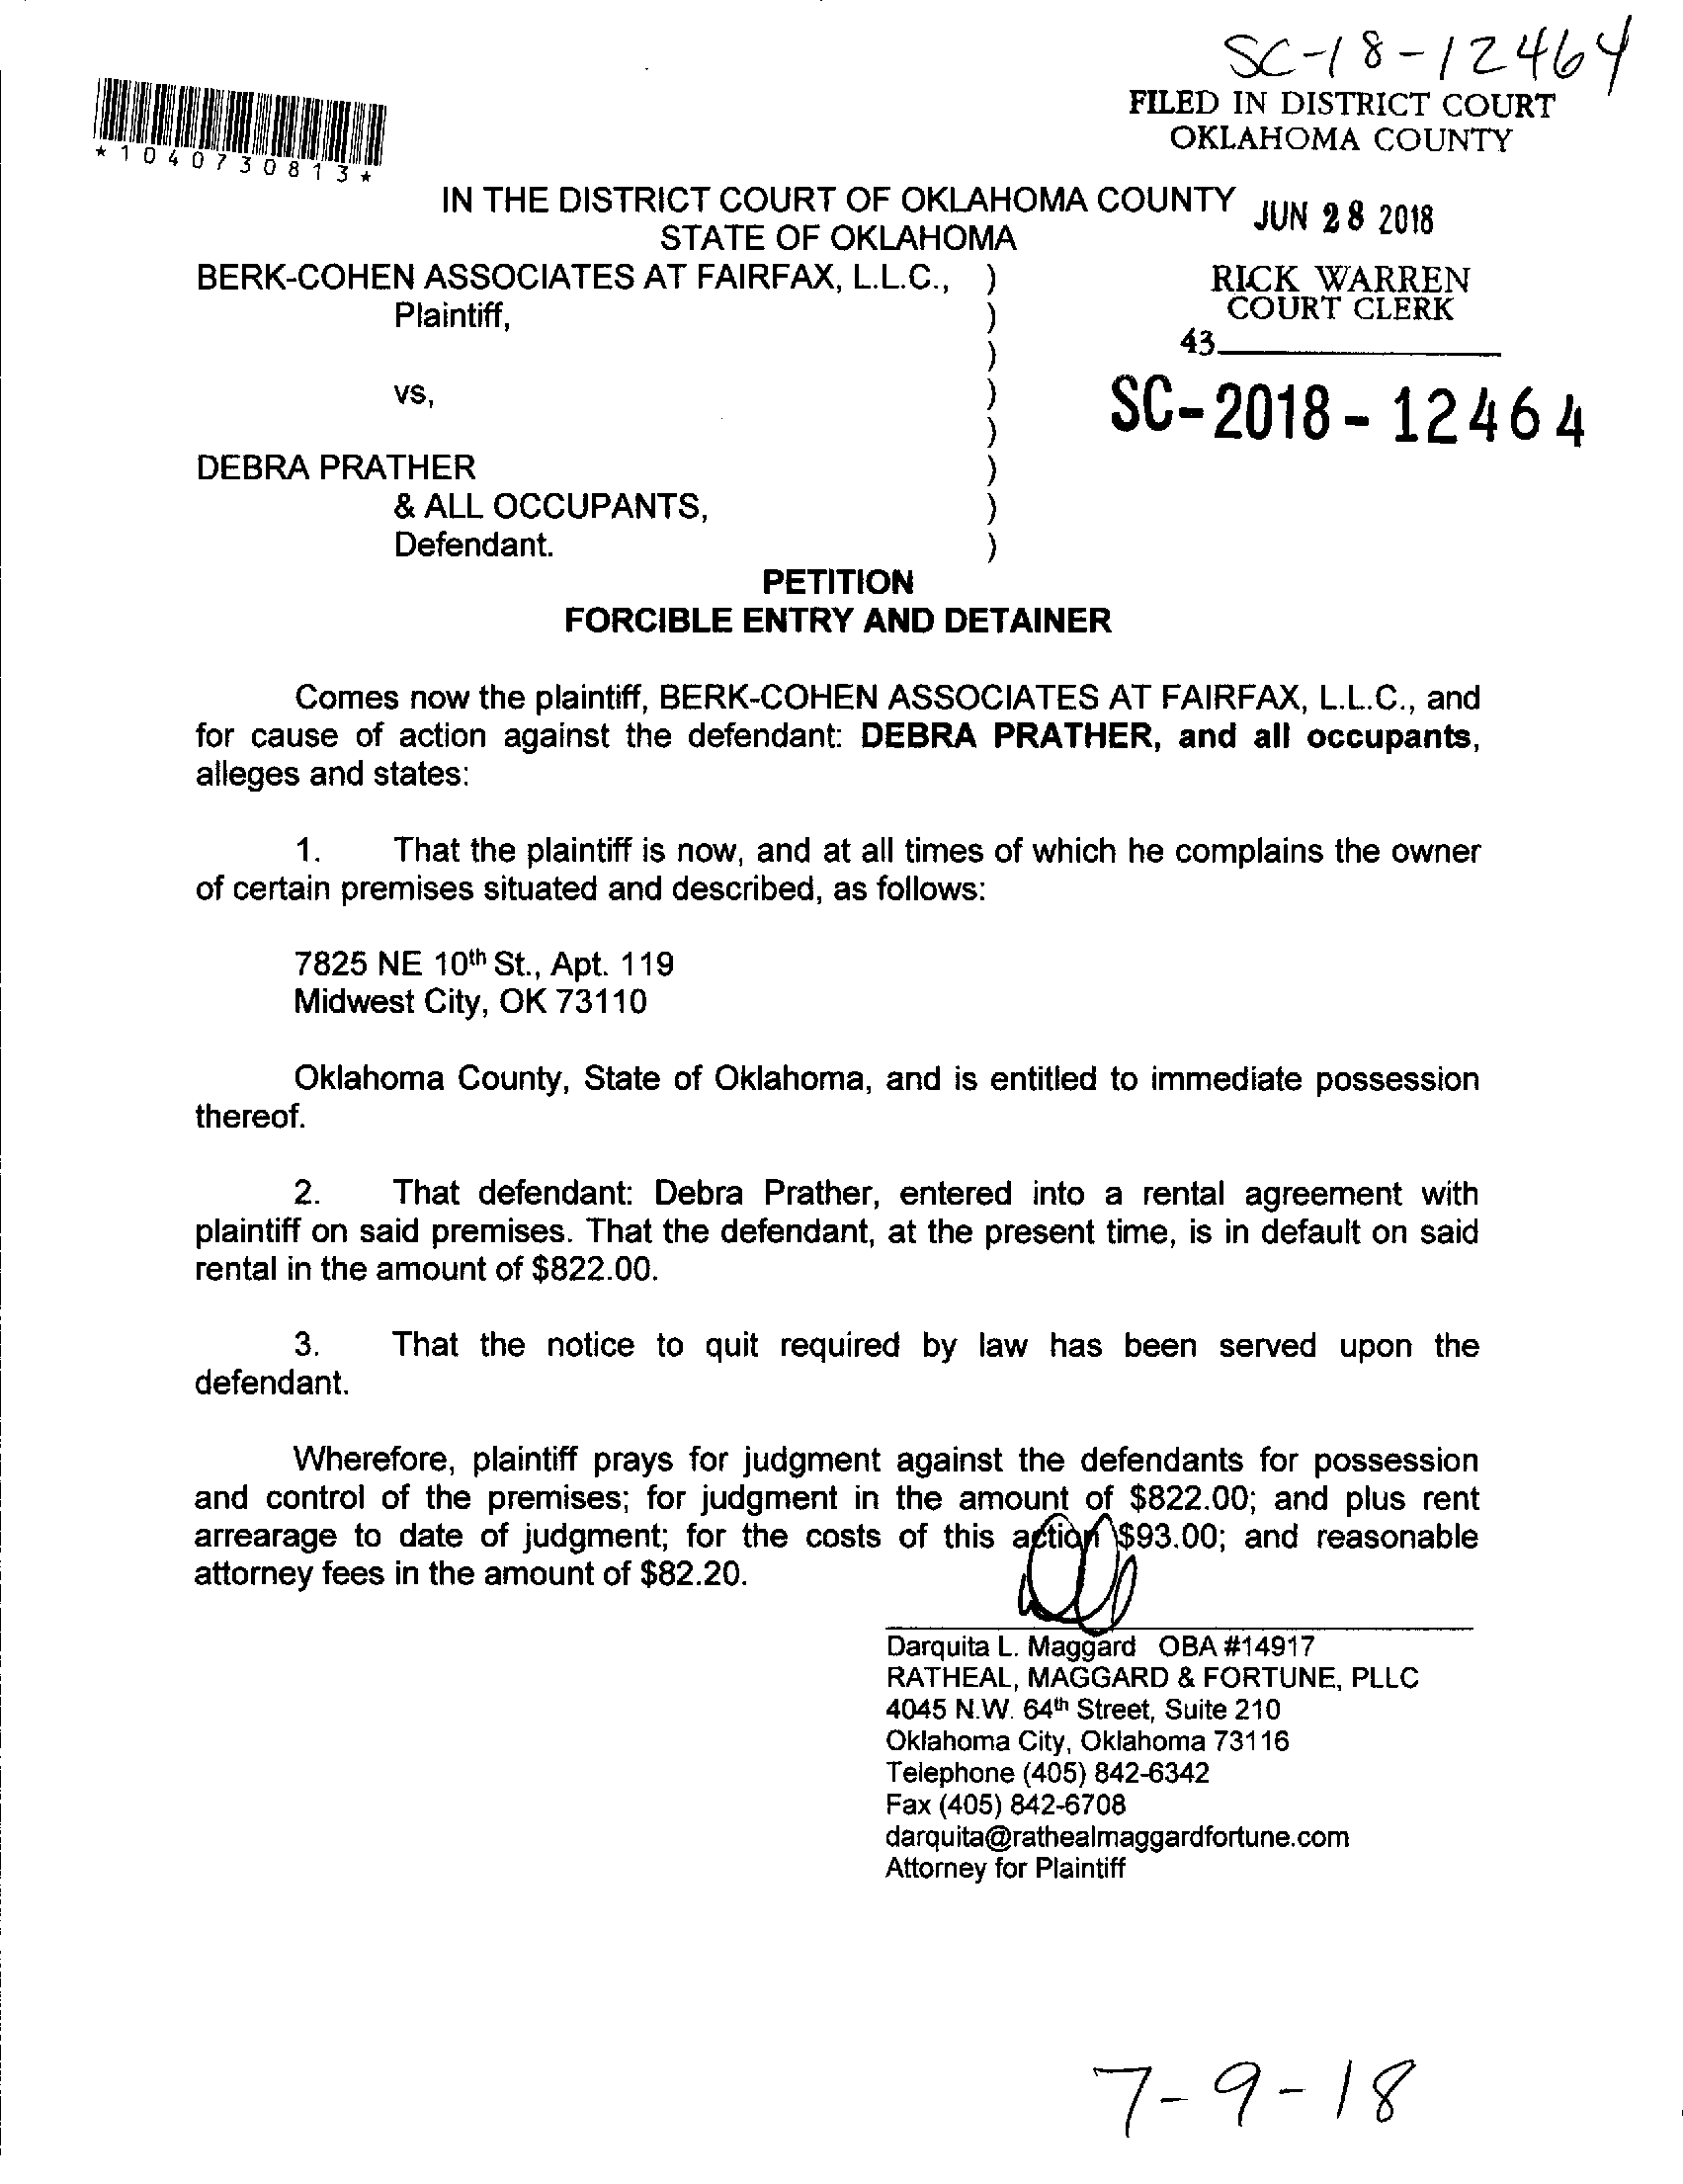 SC-18-12464
FILED IN DISTRICT COURT
OKLAHOMA COUNTY
*1040730813*
IN THE DISTRICT COURT OF OKLAHOMA COUNTY
JUN 28 2018
STATE OF OKLAHOMA
BERK-COHEN ASSOCIATES AT FAIRFAX, L.L.C., )
RICK WARREN
Plaintiff, )
COURT CLERK
)
43
vs, )
SC-2018-12464
)
DEBRA PRATHER )
& ALL OCCUPANTS, )
Defendant. )
PETITION
FORCIBLE ENTRY AND DETAINER
Comes now the plaintiff, BERK-COHEN ASSOCIATES AT FAIRFAX, L.L.C., and
for cause of action against the defendant: DEBRA PRATHER, and all occupants,
alleges and states:
1. That the plaintiff is now, and at all times of which he complains the owner
of certain premises situated and described, as follows:
7825 NE 10th St., Apt. 119
Midwest City, OK 73110
Oklahoma County, State of Oklahoma, and is entitled to immediate possession
thereof.
2. That defendant: Debra Prather, entered into a rental agreement with
plaintiff on said premises. That the defendant, at the present time, is in default on said
rental in the amount of $822.00.
3. That the notice to quit required by law has been served upon the
defendant.
Wherefore, plaintiff prays for judgment against the defendants for possession
and control of the premises; for judgment in the amount of $822.00; and plus rent
arrearage to date of judgment; for the costs of this action $93.00; and reasonable
attorney fees in the amount of $82.20.
Darquita L. Maggard OBA #14917
RATHEAL, MAGGARD & FORTUNE, PLLC
4045 N.W. 64th Street, Suite 210
Oklahoma City, Oklahoma 73116
Telephone (405) 842-6342
Fax (405) 842-6708
darquita@rathealmaggardfortune.com
Attorney for Plaintiff
7-9-18